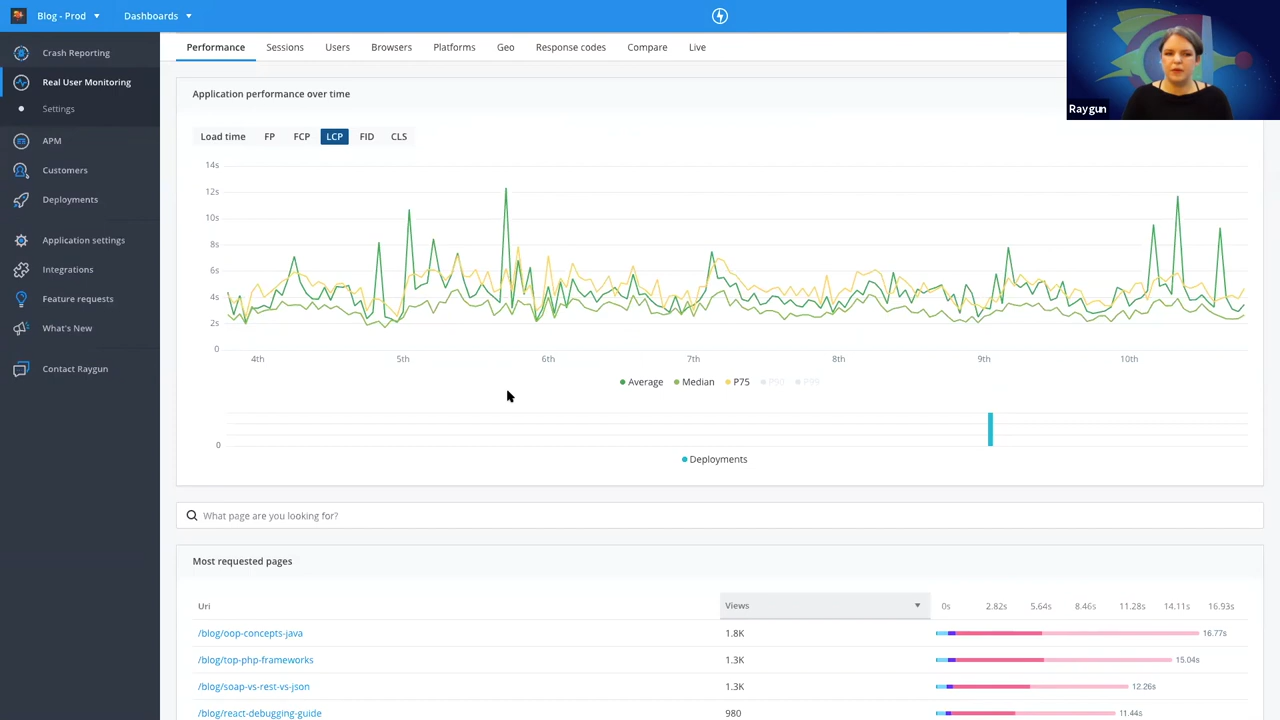 Blog - Prod
Dashboards
Raygun
Crash Reporting
Real User Monitoring
Settings
APM
Customers
Deployments
Application settings
Integrations
Feature requests
What's New
Contact Raygun
Performance
Sessions
Users
Browsers
Platforms
Geo
Response codes
Compare
Live
Application performance over time
Load time
FP
FCP
LCP
FID
CLS
14s
12s
10s
8s
6s
4s
2s
0
4th
5th
6th
7th
8th
9th
10th
Average
Median
P75
P90
P99
0
Deployments
What page are you looking for?
Most requested pages
Uri
Views
0s
2.82s
5.64s
8.46s
11.28s
14.11s
16.93s
/blog/oop-concepts-java
1.8K
16.77s
/blog/top-php-frameworks
1.3K
15.04s
/blog/soap-vs-rest-vs-json
1.3K
12.26s
/blog/react-debugging-guide
980
11.44s